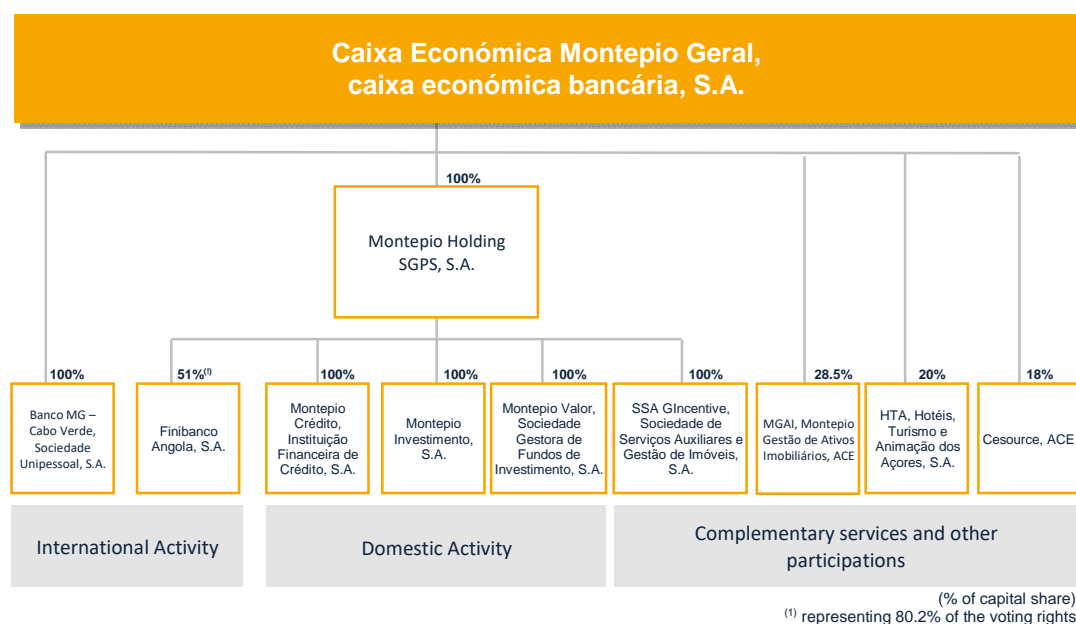 Caixa Económica Montepio Geral,
caixa económica bancária, S.A.
100%
Montepio Holding
SGPS, S.A.
100%
51%(!)
100%
100%
100%
100%
28.5%
20%
18%
Banco MG –
Cabo Verde,
Sociedade
Unipessoal, S.A.
Finibanco
Angola, S.A.
Montepio
Crédito,
Instituição
Financeira de
Crédito, S.A.
Montepio
Investimento,
S.A.
Montepio Valor,
Sociedade
Gestora de
Fundos de
Investimento, S.A.
SSA GIncentive,
Sociedade de
Serviços Auxiliares e
Gestão de Imóveis,
S.A.
MGAI, Montepio
Gestão de Ativos
Imobiliários, ACE
HTA, Hotéis,
Turismo e
Animação dos
Açores, S.A.
Cesource, ACE
International Activity
Domestic Activity
Complementary services and other
participations
(% of capital share)
(1) representing 80.2% of the voting rights